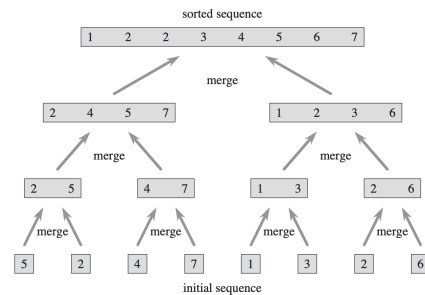 sorted sequence
1 2 2 3 4 5 6 7
merge
2 4 5 7 1 2 3 6
merge merge
2 5 4 7 1 3 2 6
merge merge merge merge
5 2 4 7 1 3 2 6
initial sequence